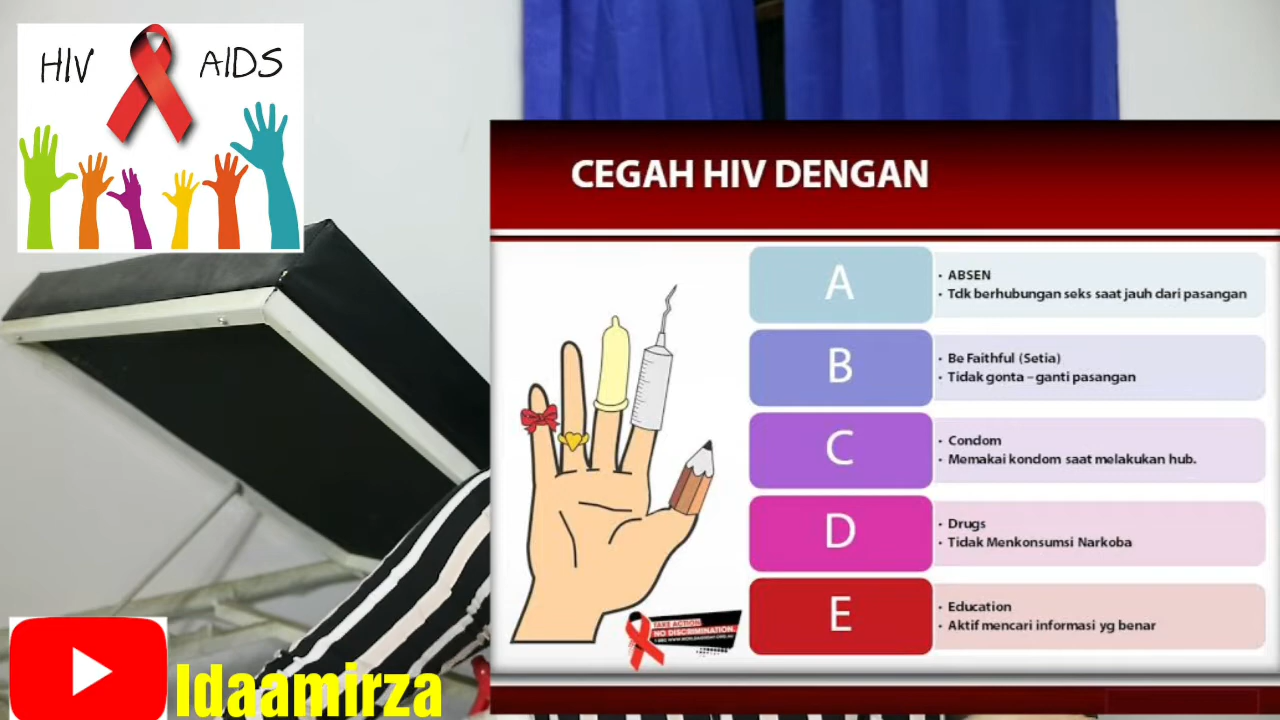 HIV AIDS
CEGAH HIV DENGAN
A
• ABSEN
• Tdk berhubungan seks saat jauh dari pasangan
B
• Be Faithful (Setia)
• Tidak gonta – ganti pasangan
C
• Condom
• Memakai kondom saat melakukan hub.
D
• Drugs
• Tidak Menkonsumsi Narkoba
E
• Education
• Aktif mencari informasi yg benar
TAKE ACTION
NO DISCRIMINATION
Idaamirza